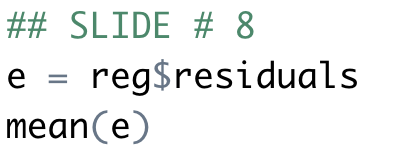 ## SLIDE # 8
e = reg$residuals
mean(e)